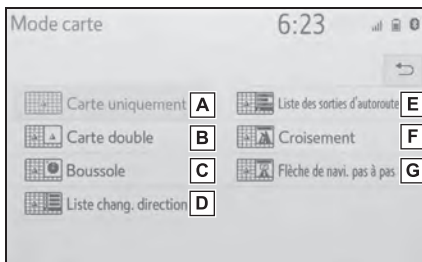 Mode carte 6:23
Carte uniquement A
Carte double B
Boussole C
Liste chang. direction D
Liste des sorties d'autoroute E
Croisement F
Flèche de navi. pas à pas G